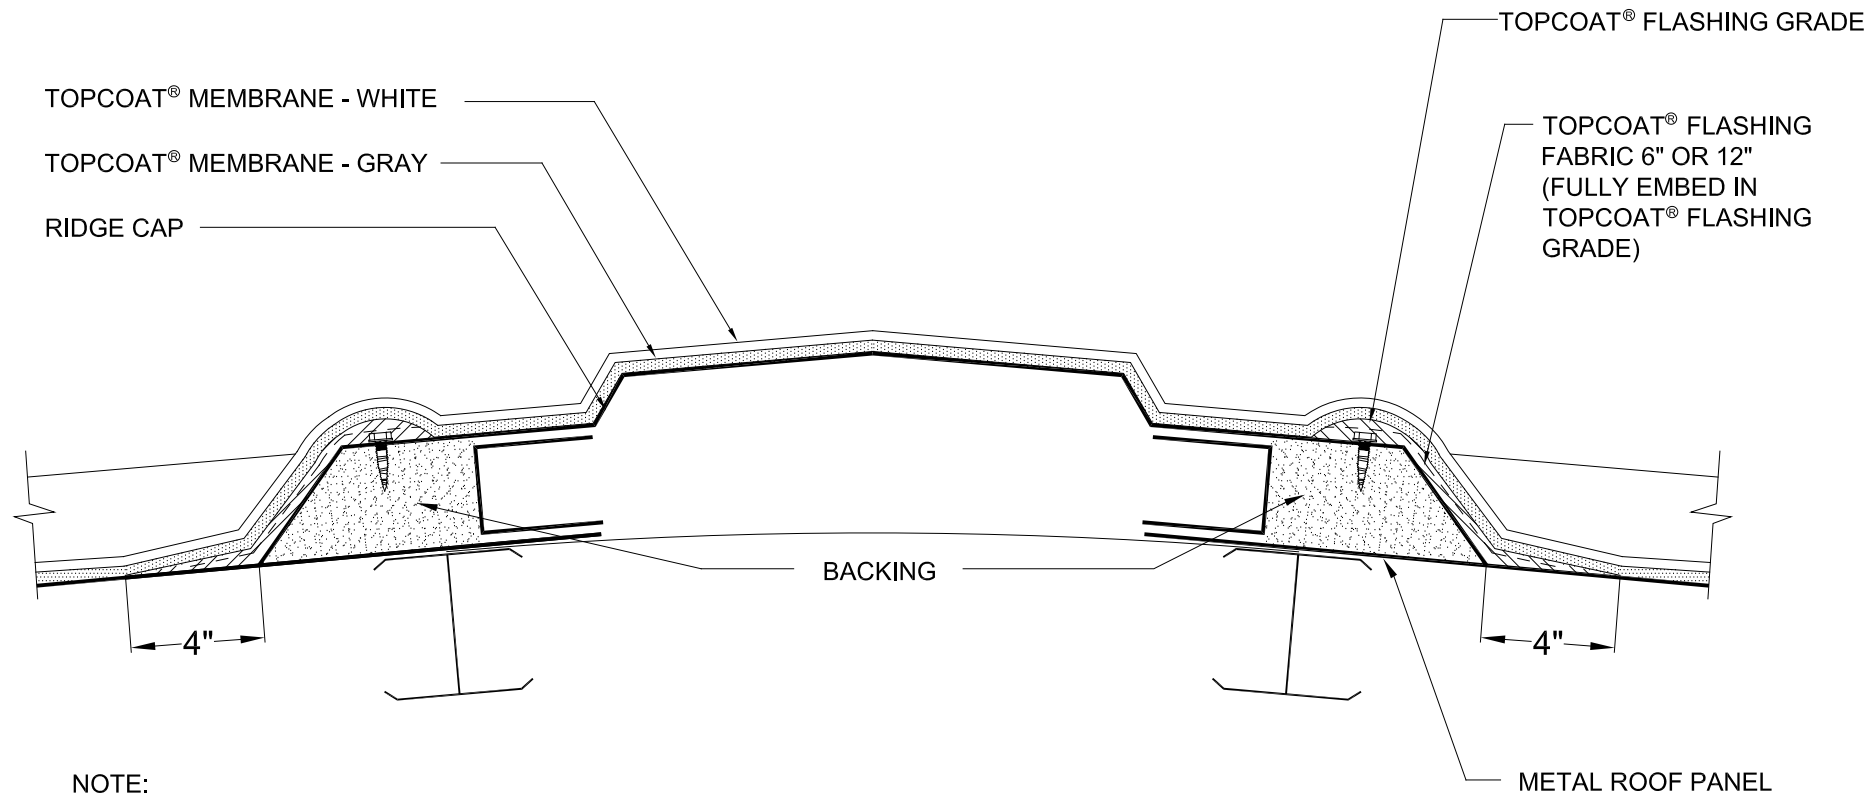 TOPCOAT® FLASHING GRADE
TOPCOAT® MEMBRANE - WHITE
TOPCOAT® FLASHING
FABRIC 6" OR 12"
(FULLY EMBED IN
TOPCOAT® FLASHING
GRADE)
TOPCOAT® MEMBRANE - GRAY
RIDGE CAP
BACKING
4"
4"
METAL ROOF PANEL
NOTE: